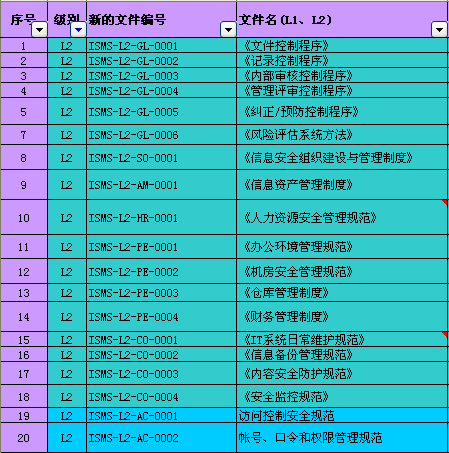 序号 级别 新的文件编号 文件名(L1、L2)
1 L2 ISMS-L2-GL-0001 《文件控制程序》
2 L2 ISMS-L2-GL-0002 《记录控制程序》
3 L2 ISMS-L2-GL-0003 《内部审核控制程序》
4 L2 ISMS-L2-GL-0004 《管理评审控制程序》
5 L2 ISMS-L2-GL-0005 《纠正/预防控制程序》
7 L2 ISMS-L2-GL-0006 《风险评估系统方法》
8 L2 ISMS-L2-SO-0001 《信息安全组织建设与管理制度》
9 L2 ISMS-L2-AM-0001 《信息资产管理制度》
10 L2 ISMS-L2-HR-0001 《人力资源安全管理规范》
11 L2 ISMS-L2-PE-0001 《办公环境管理规范》
12 L2 ISMS-L2-PE-0002 《机房安全管理规范》
13 L2 ISMS-L2-PE-0003 《仓库管理制度》
14 L2 ISMS-L2-PE-0004 《财务管理制度》
15 L2 ISMS-L2-CO-0001 《IT系统日常维护规范》
16 L2 ISMS-L2-CO-0002 《信息备份管理规范》
17 L2 ISMS-L2-CO-0003 《内容安全防护规范》
18 L2 ISMS-L2-CO-0004 《安全监控规范》
19 L2 ISMS-L2-AC-0001 访问控制安全规范
20 L2 ISMS-L2-AC-0002 帐号、口令和权限管理规范